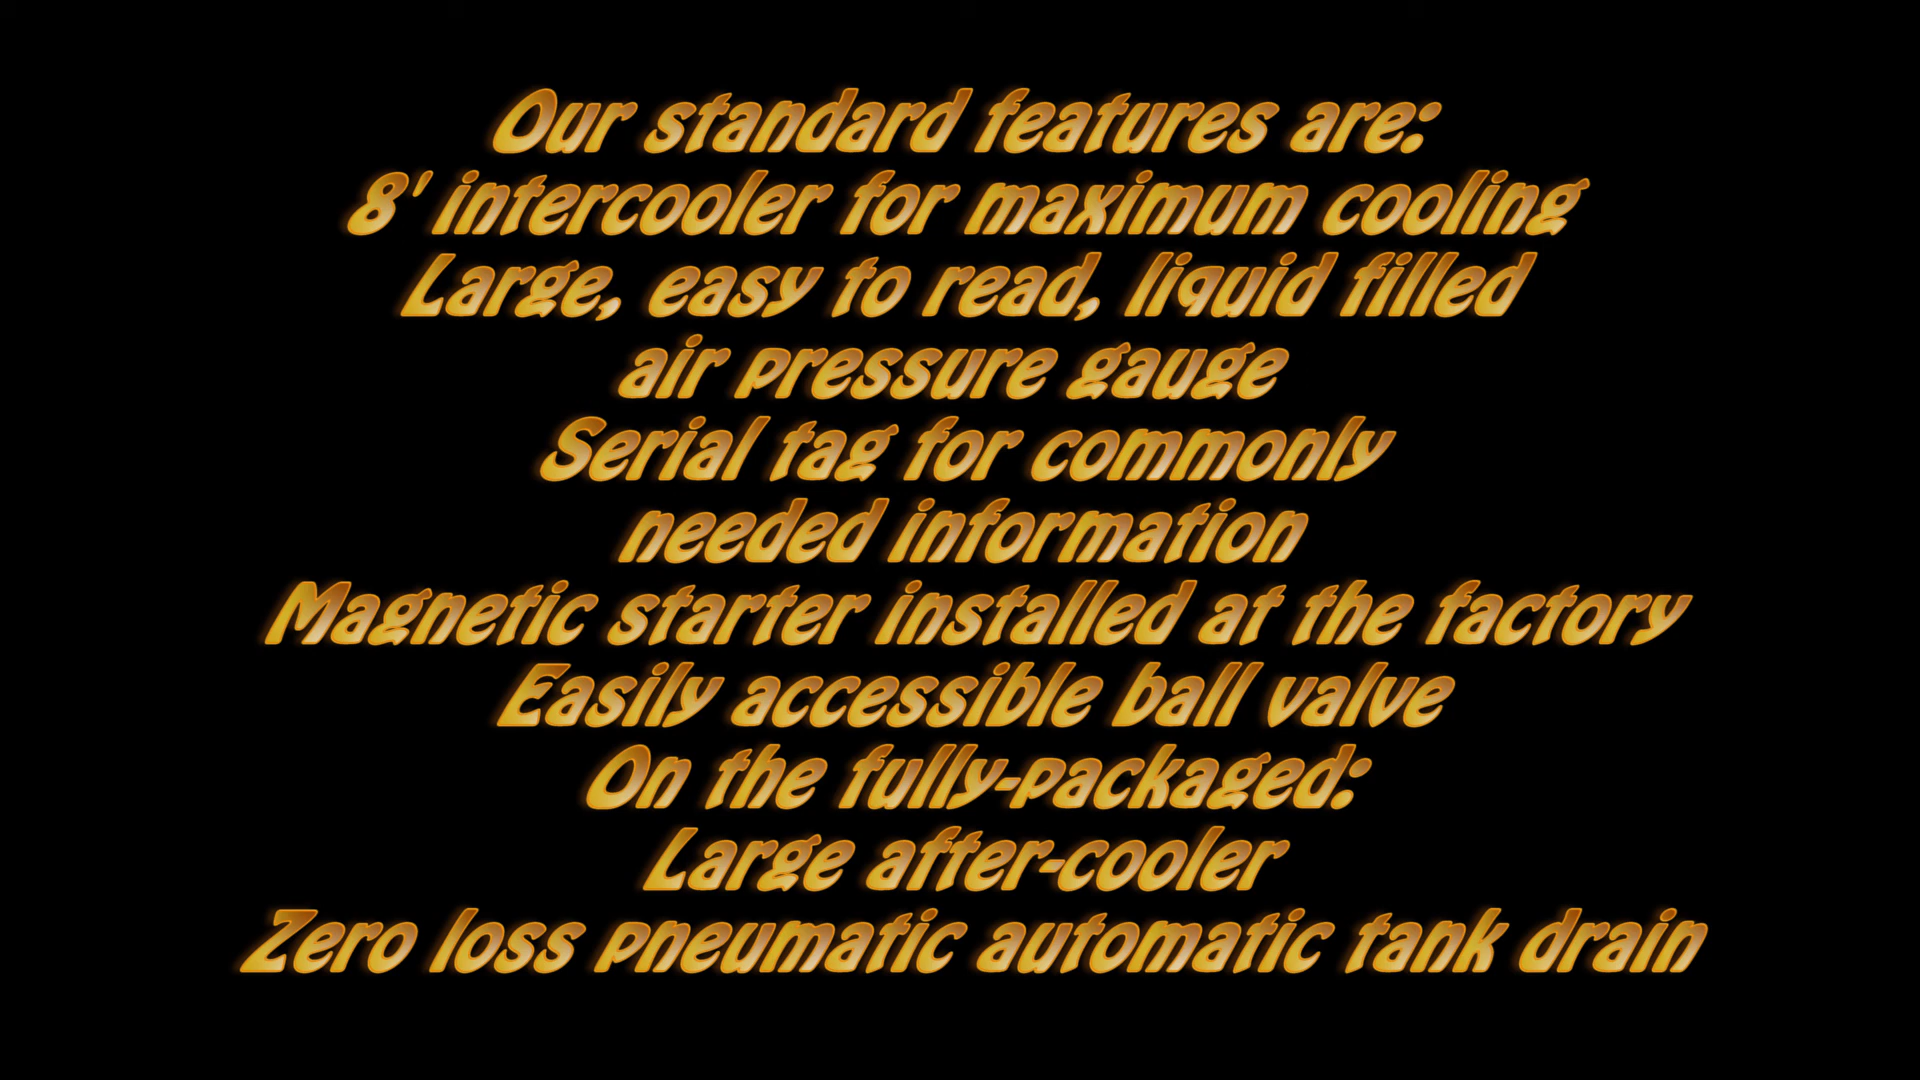 Our standard features are:
8' intercooler for maximum cooling
Large, easy to read, liquid filled
air pressure gauge
Serial tag for commonly
needed information
Magnetic starter installed at the factory
Easily accessible ball valve
On the fully-packaged:
Large after-cooler
Zero loss pneumatic automatic tank drain